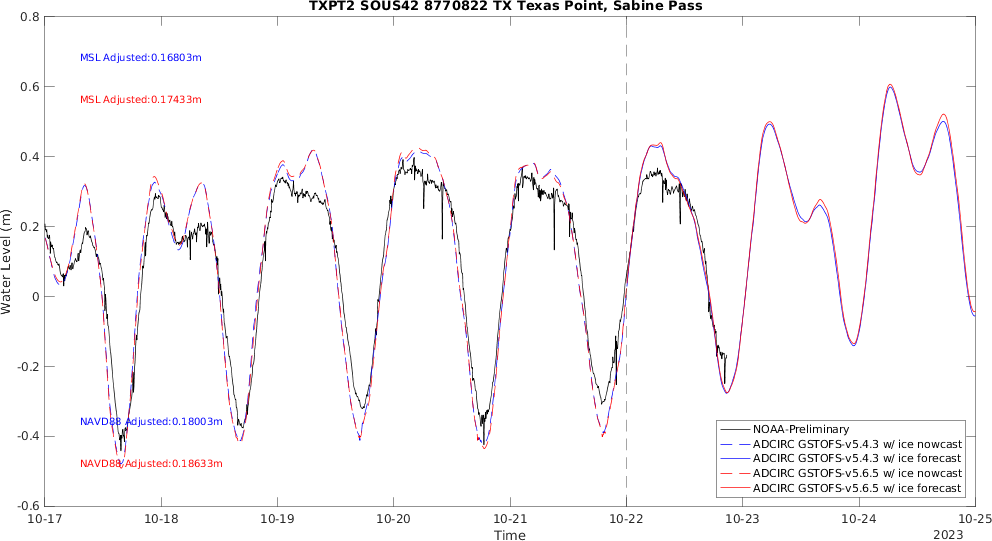 TXPT2 SOUS42 8770822 TX Texas Point, Sabine Pass
0.8
0.6
0.4
0.2
0
-0.2
-0.4
-0.6
Water Level (m)
MSL Adjusted:0.16803m
MSL Adjusted:0.17433m
NAVD88 Adjusted:0.18003m
NAVD88 Adjusted:0.18633m
NOAA-Preliminary
ADCIRC GSTOFS-v5.4.3 w/ ice nowcast
ADCIRC GSTOFS-v5.4.3 w/ ice forecast
ADCIRC GSTOFS-v5.6.5 w/ ice nowcast
ADCIRC GSTOFS-v5.6.5 w/ ice forecast
10-17 10-18 10-19 10-20 10-21 10-22 10-23 10-24 10-25
Time
2023